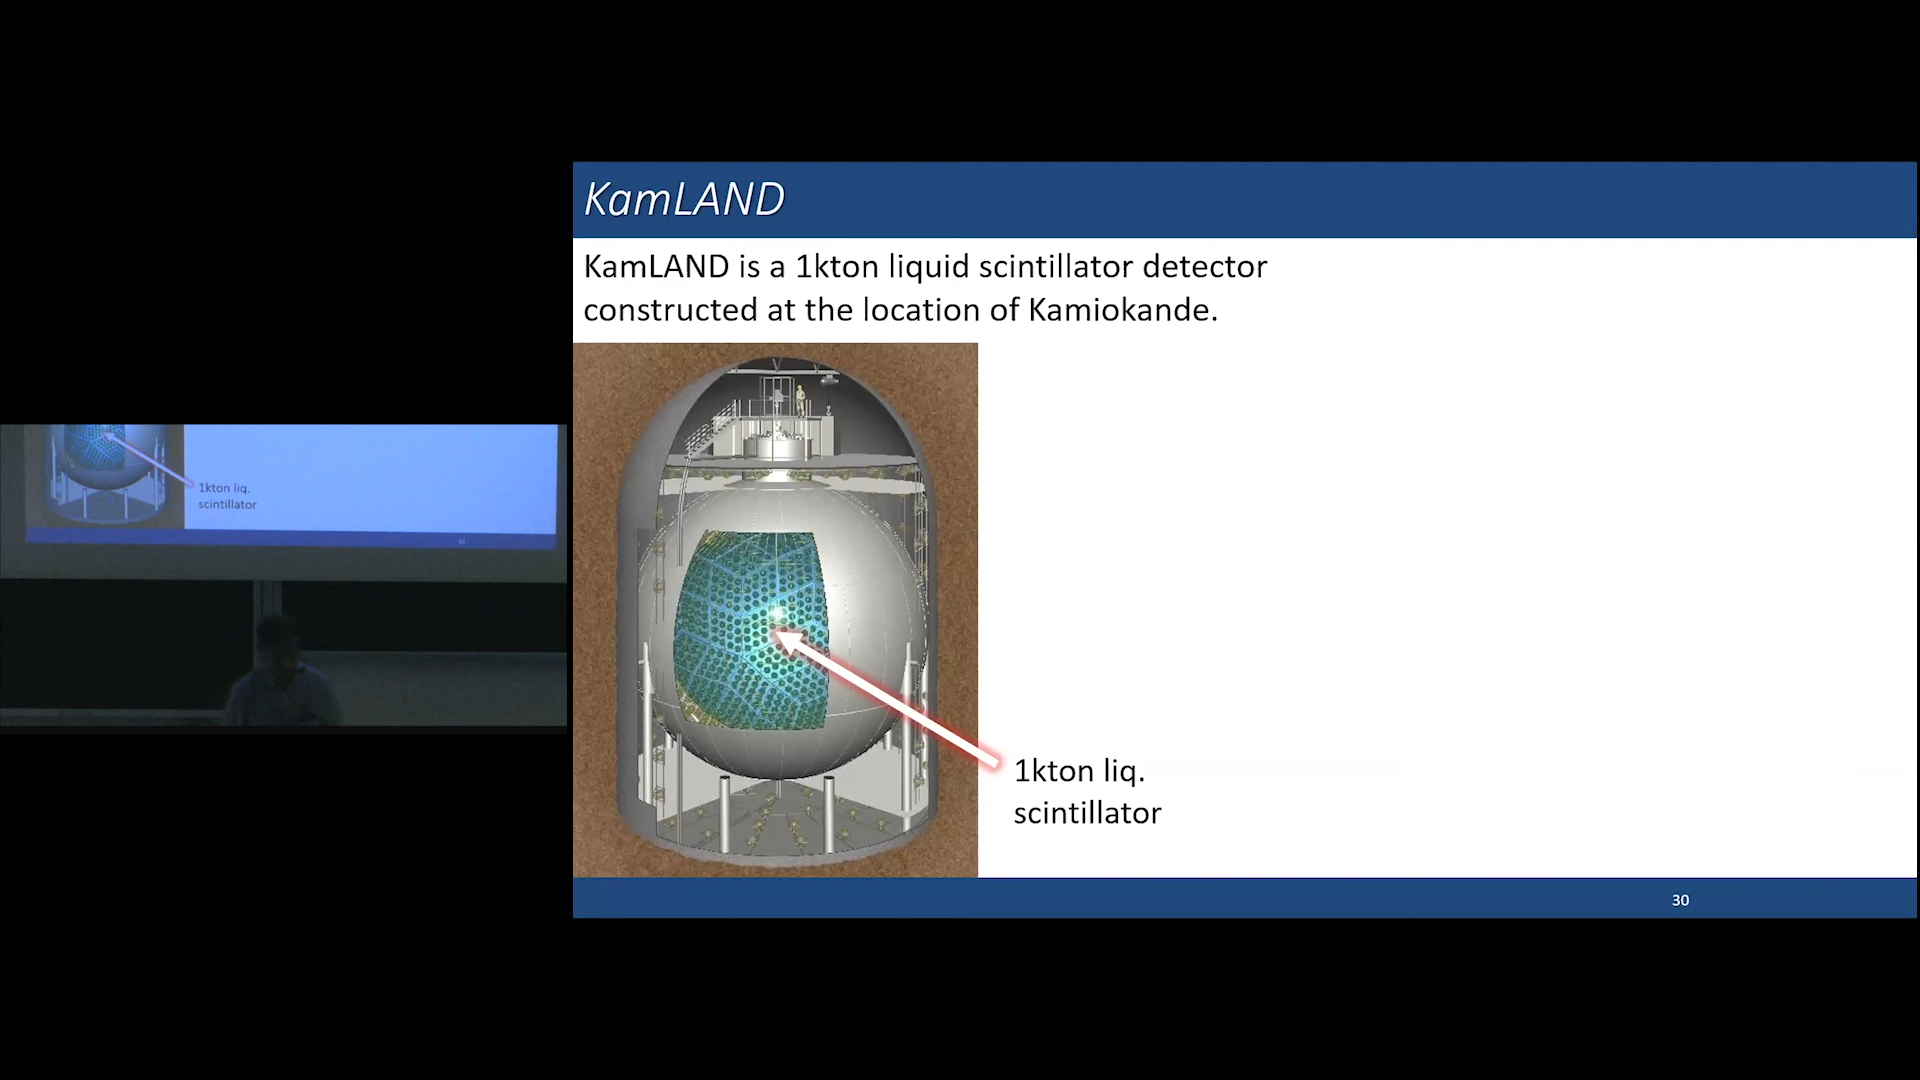 KamLAND
KamLAND is a 1kton liquid scintillator detector
constructed at the location of Kamiokande.
1kton liq.
scintillator
30
1kton liq.
scintillator
30